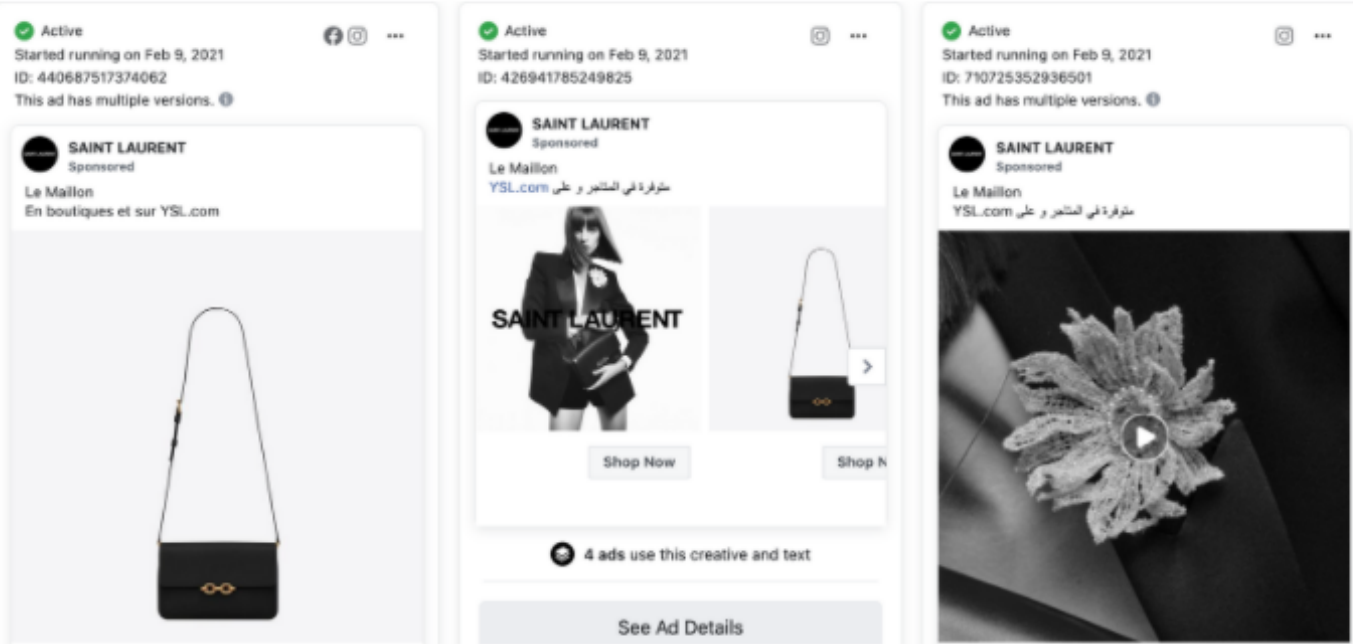 Active
Started running on Feb 9, 2021
ID: 440687517374062
This ad has multiple versions.
SAINT LAURENT
Sponsored
Le Maillon
En boutiques et sur YSL.com
Active
Started running on Feb 9, 2021
ID: 426941785249825
SAINT LAURENT
Sponsored
Le Maillon
متوفرة في المتاجر و على YSL.com
SAINT LAURENT
Shop Now
Shop N
4 ads use this creative and text
See Ad Details
Active
Started running on Feb 9, 2021
ID: 710725352936501
This ad has multiple versions.
SAINT LAURENT
Sponsored
Le Maillon
متوفرة في المتاجر و على YSL.com